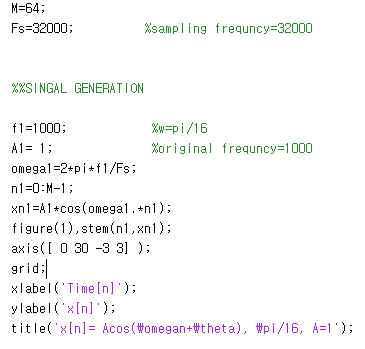 M=64;
Fs=32000; %sampling frequncy=32000
%%SINGAL GENERATION
f1=1000; %w=pi/16
A1= 1; %original frequncy=1000
omega1=2*pi*f1/Fs;
n1=0:M-1;
xn1=A1*cos(omega1.*n1);
figure(1),stem(n1,xn1);
axis([ 0 30 -3 3] );
grid;
xlabel('Time[n]');
ylabel('x[n]');
title('x[n]= Acos(₩omegan+₩theta), ₩pi/16, A=1');